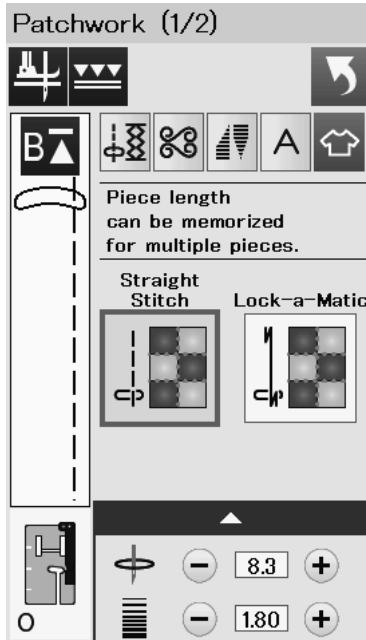 Patchwork (1/2)
B
A
Piece length
can be memorized
for multiple pieces.
Straight
Stitch
Lock-a-Matic
8.3
1.80
O